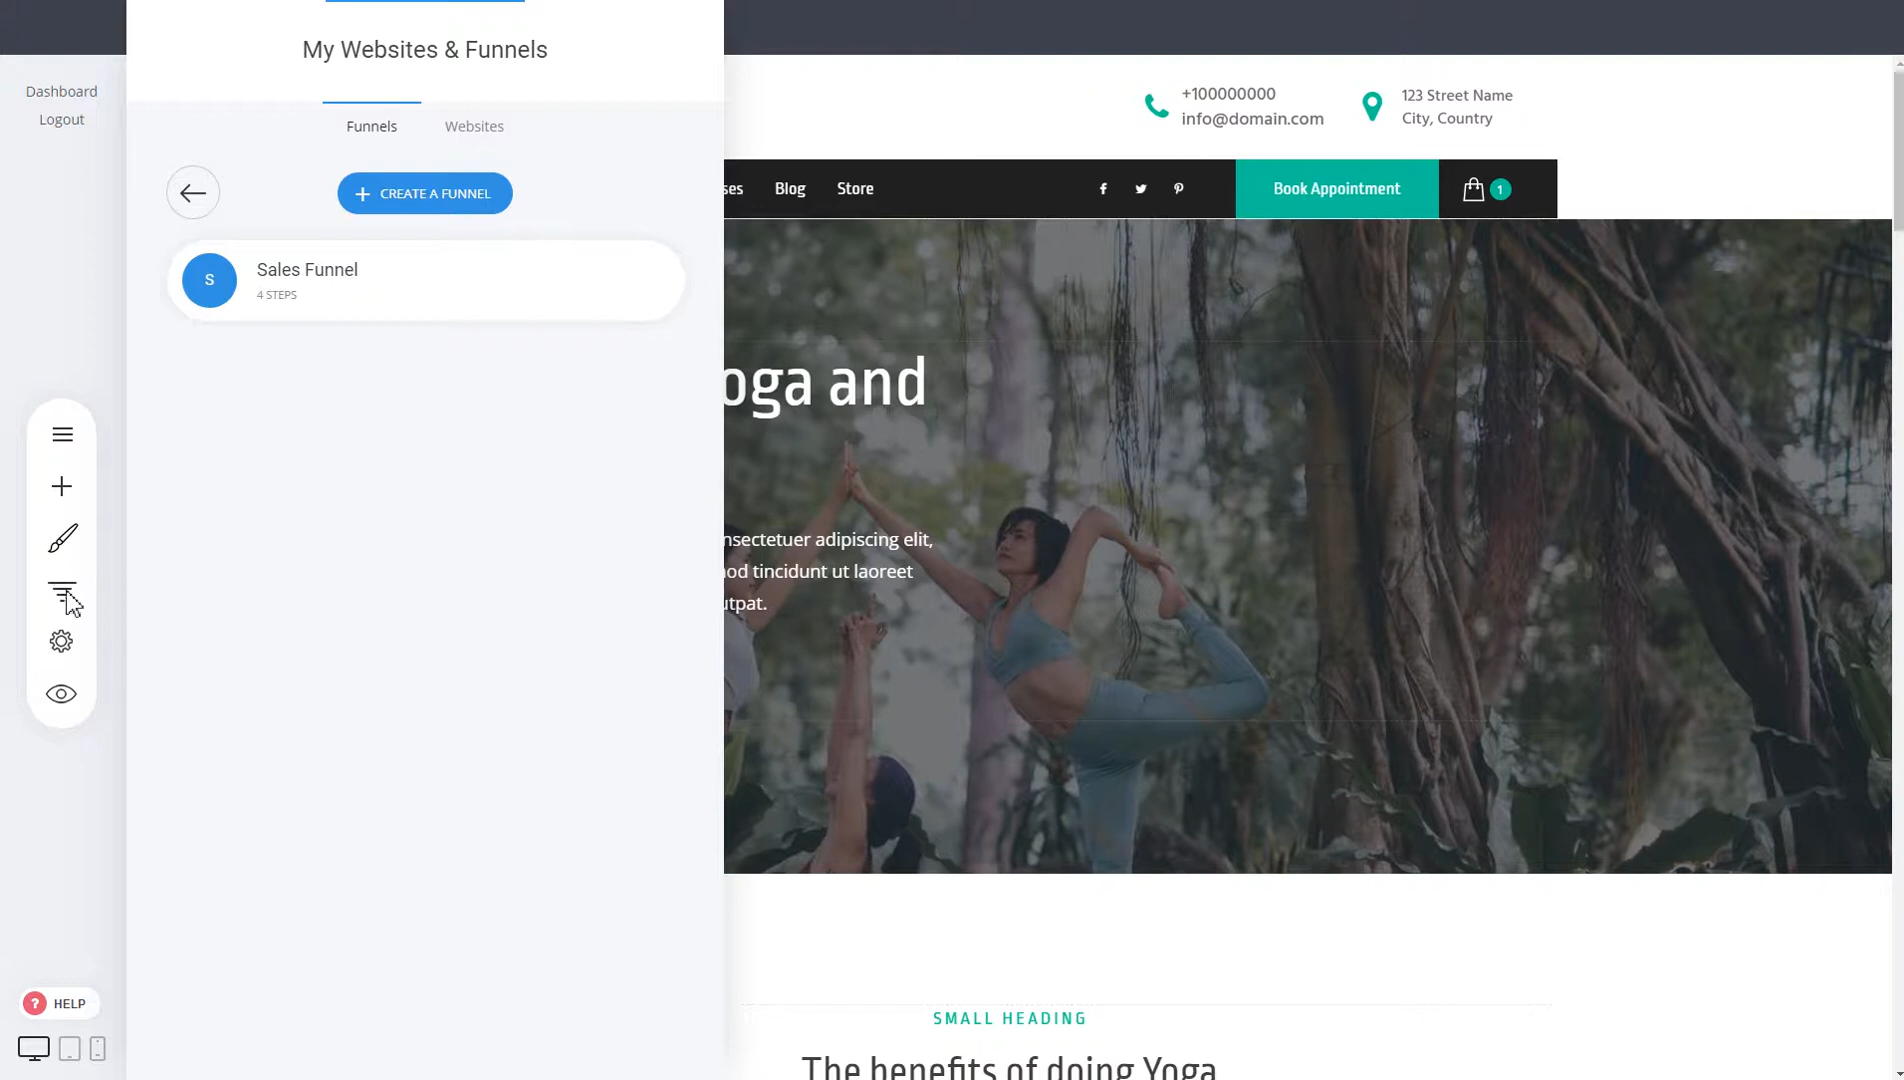 My Websites & Funnels
Dashboard
Logout
Funnels
Websites
CREATE A FUNNEL
S
Sales Funnel
4 STEPS
+100000000
info@domain.com
123 Street Name
City, Country
ses
Blog
Store
Book Appointment
1
oga and
nsectetuer adipiscing elit,
od tincidunt ut laoreet
utpat.
? HELP
SMALL HEADING
The benefits of doing Yoga